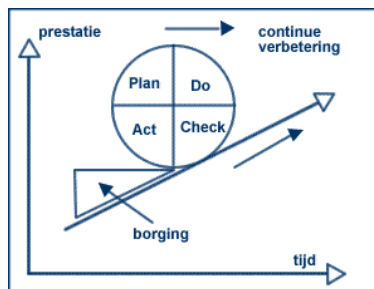 prestatie
continue
verbetering
Plan
Do
Act
Check
borging
tijd